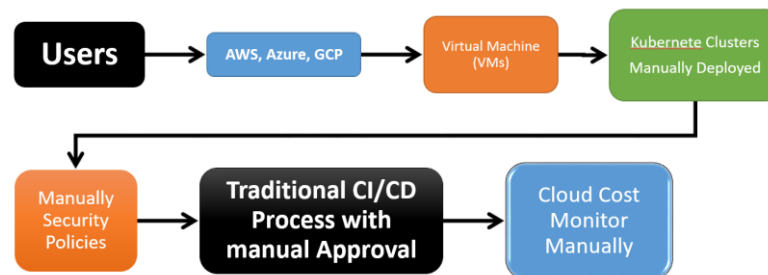 Users
AWS, Azure, GCP
Virtual Machine
(VMs)
Kubernete Clusters
Manually Deployed
Manually
Security
Policies
Traditional CI/CD
Process with
manual Approval
Cloud Cost
Monitor
Manually